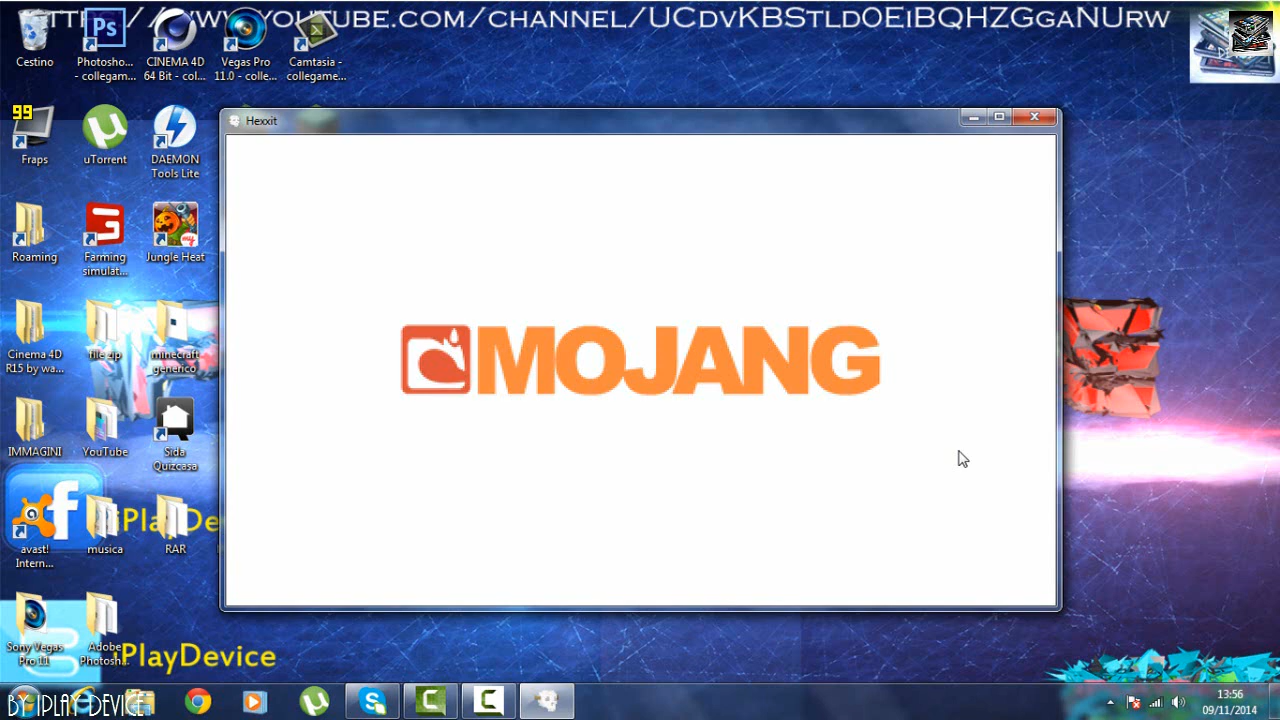 https://www.youtube.com/channel/UCdvKBStld0EiBQHZGgaNUrw
Cestino
Photosho...
- collegam...
CINEMA 4D
64 Bit - col...
Vegas Pro
11.0 - colle...
Camtasia -
collegame...
99
Fraps
uTorrent
DAEMON
Tools Lite
Hexxit
Roaming
Farming
simulat...
Jungle Heat
MOJANG
Cinema 4D
R15 by wa...
file zip
minecraft
generico
IMMAGINI
YouTube
Sida
Quizcasa
iPlayDe
avast!
Intern...
musica
RAR
Sony Vegas
Pro 11
Adobe
Photosh...
iPlayDevice
BY IPLAY DEVICE
13:56
09/11/2014